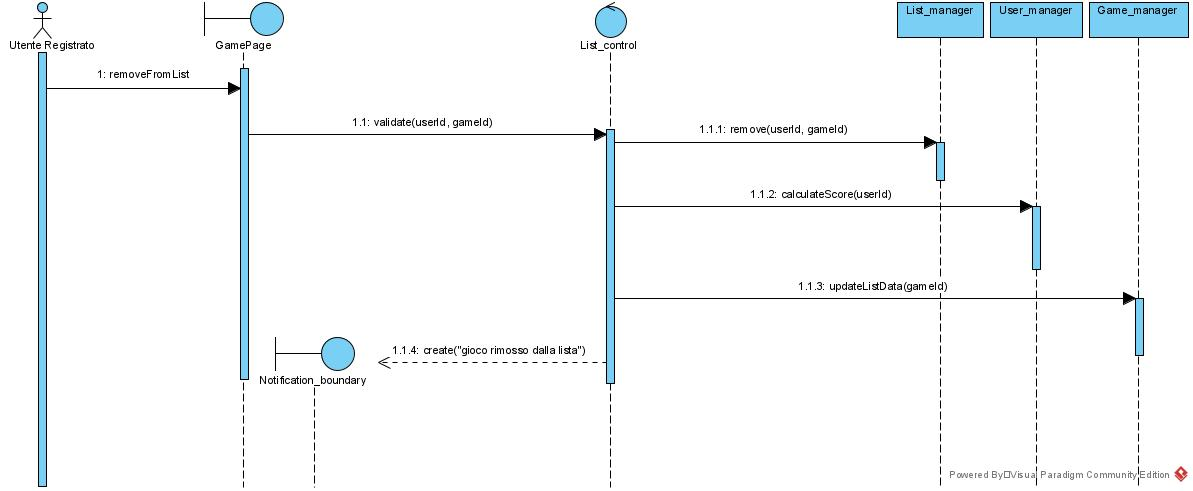 Utente Registrato
GamePage
List_control
List_manager
User_manager
Game_manager
1: removeFromList
1.1: validate(userId, gameId)
1.1.1: remove(userId, gameId)
1.1.2: calculateScore(userId)
1.1.3: updateListData(gameId)
1.1.4: create("gioco rimosso dalla lista")
Notification_boundary
Powered By Visual Paradigm Community Edition